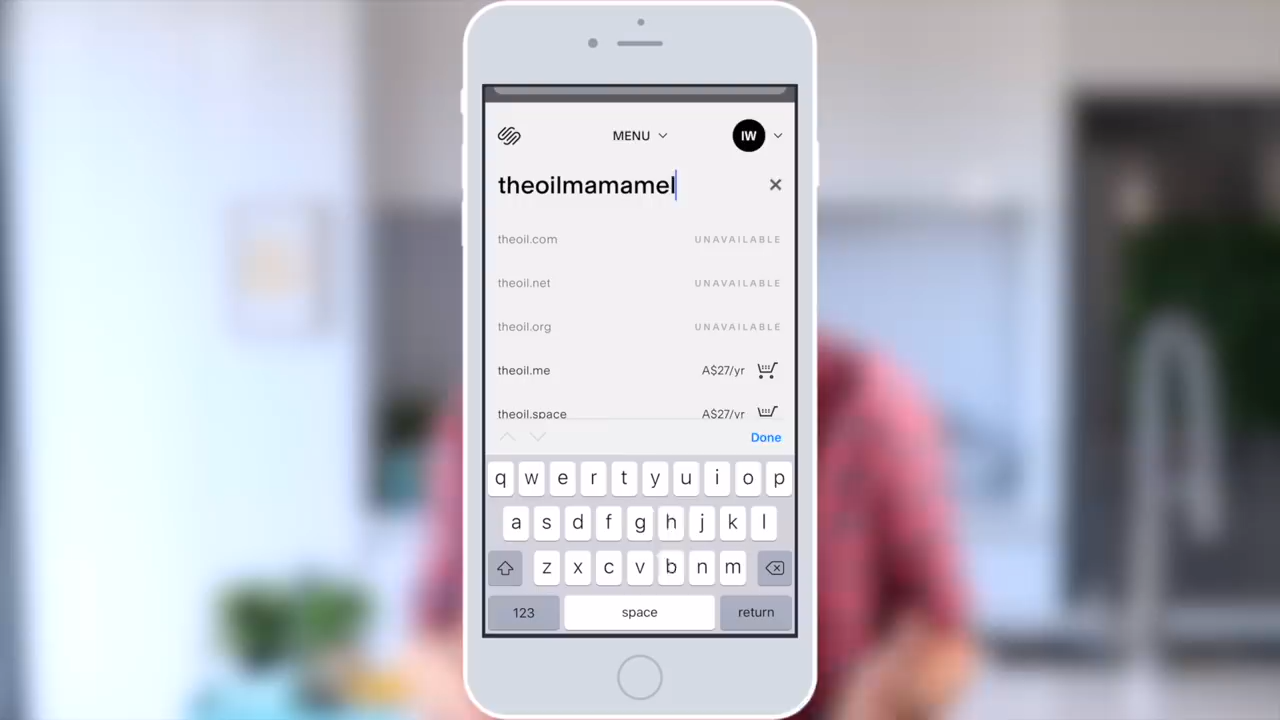 MENU IW
theoilmamamel
theoil.com UNAVAILABLE
theoil.net UNAVAILABLE
theoil.org UNAVAILABLE
theoil.me A$27/yr
theoil.space A$27/yr
Done
q w e r t y u i o p
a s d f g h j k l
z x c v b n m
123 space return